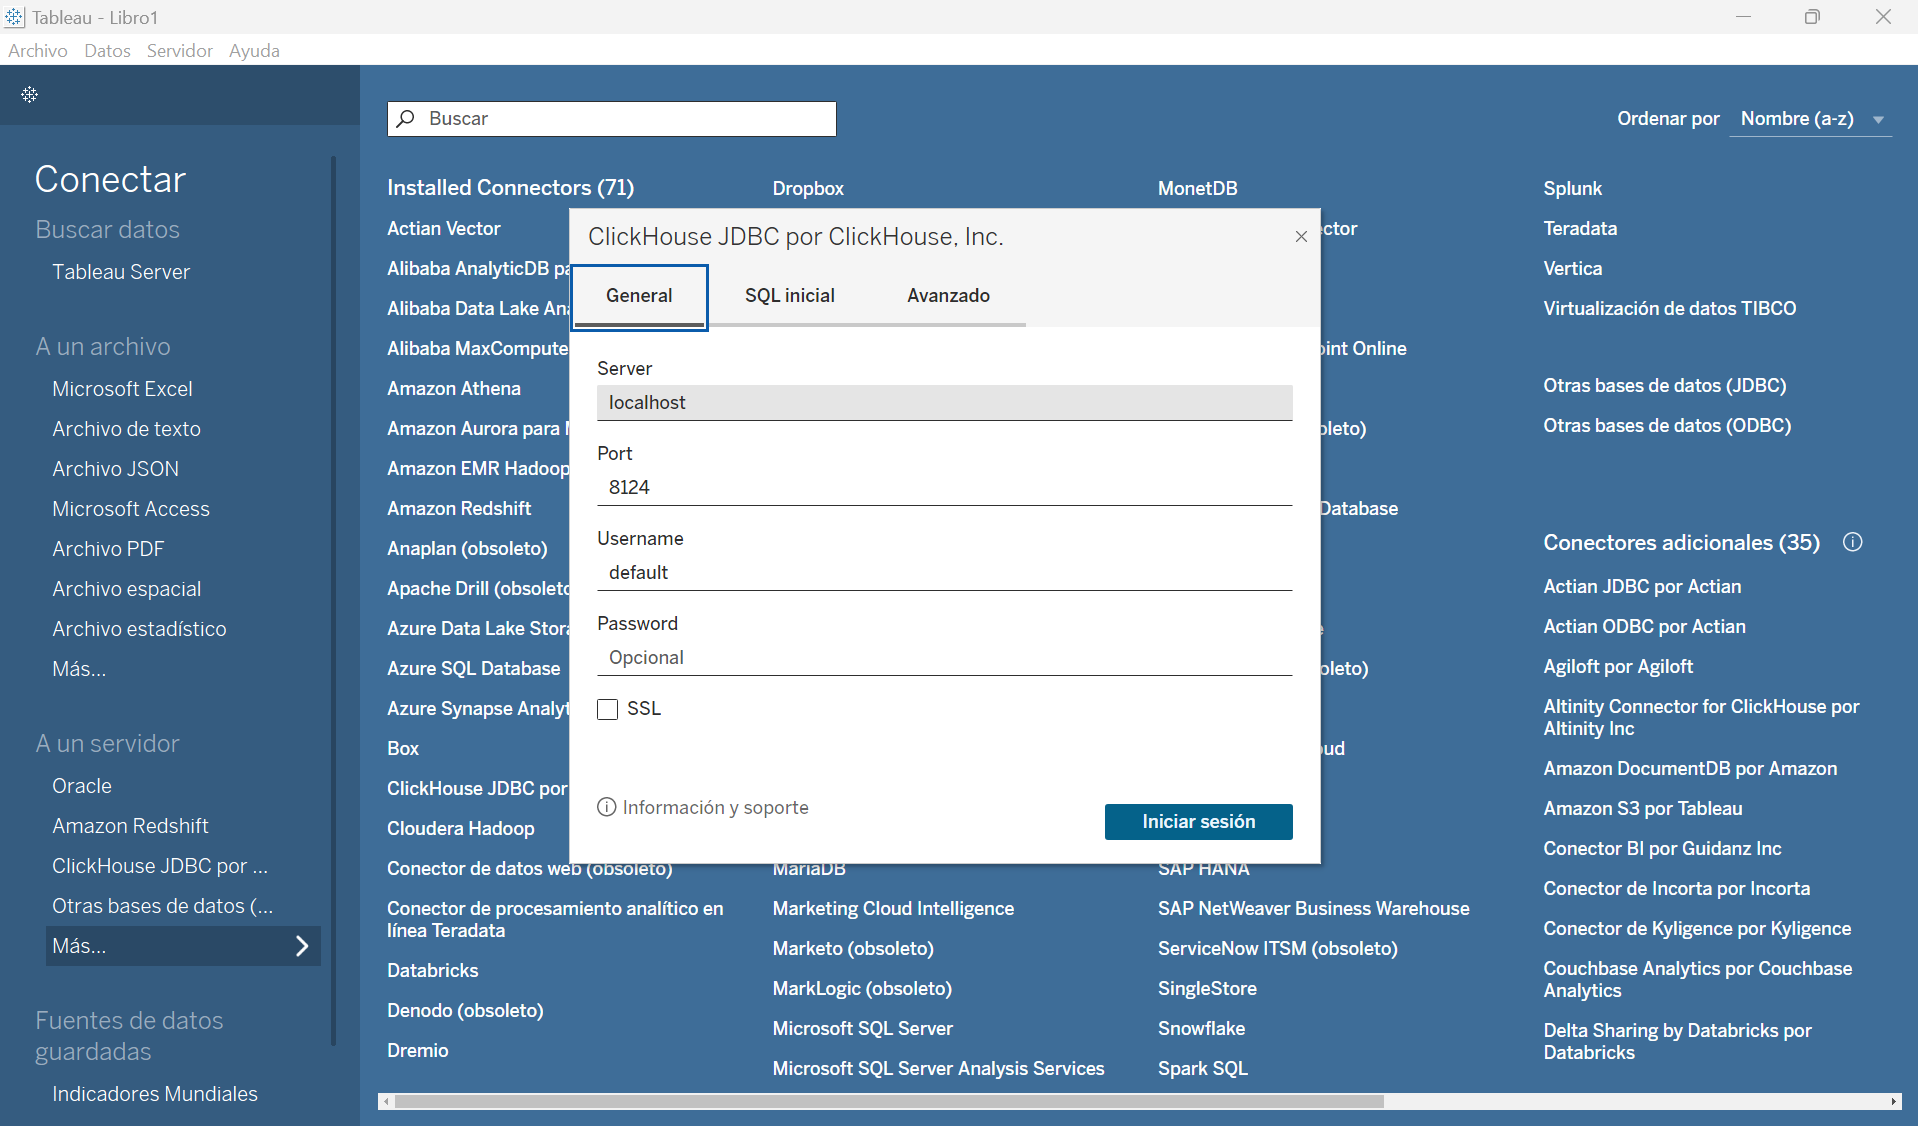 Tableau - Libro1
Archivo Datos Servidor Ayuda
Conectar
Buscar datos
Tableau Server
A un archivo
Microsoft Excel
Archivo de texto
Archivo JSON
Microsoft Access
Archivo PDF
Archivo espacial
Archivo estadístico
Más...
A un servidor
Oracle
Amazon Redshift
ClickHouse JDBC por ...
Otras bases de datos (...
Más...
Fuentes de datos
guardadas
Indicadores Mundiales
Buscar
Ordenar por Nombre (a-z)
Installed Connectors (71)
Actian Vector
Alibaba AnalyticDB pa
Alibaba Data Lake Ana
Alibaba MaxCompute
Amazon Athena
Amazon Aurora para
Amazon EMR Hadoop
Amazon Redshift
Anaplan (obsoleto)
Apache Drill (obsoleto
Azure Data Lake Stora
Azure SQL Database
Azure Synapse Analyt
Box
ClickHouse JDBC por
Cloudera Hadoop
Conector de datos web (obsoleto)
Conector de procesamiento analítico en
línea Teradata
Databricks
Denodo (obsoleto)
Dremio
Dropbox
MariaDB
Marketing Cloud Intelligence
Marketo (obsoleto)
MarkLogic (obsoleto)
Microsoft SQL Server
Microsoft SQL Server Analysis Services
MonetDB
ctor
oint Online
oleto)
Database
oleto)
oud
SAP HANA
SAP NetWeaver Business Warehouse
ServiceNow ITSM (obsoleto)
SingleStore
Snowflake
Spark SQL
Splunk
Teradata
Vertica
Virtualización de datos TIBCO
Otras bases de datos (JDBC)
Otras bases de datos (ODBC)
Conectores adicionales (35)
Actian JDBC por Actian
Actian ODBC por Actian
Agiloft por Agiloft
Altinity Connector for ClickHouse por
Altinity Inc
Amazon DocumentDB por Amazon
Amazon S3 por Tableau
Conector BI por Guidanz Inc
Conector de Incorta por Incorta
Conector de Kyligence por Kyligence
Couchbase Analytics por Couchbase
Analytics
Delta Sharing by Databricks por
Databricks
ClickHouse JDBC por ClickHouse, Inc.
General SQL inicial Avanzado
Server
localhost
Port
8124
Username
default
Password
Opcional
SSL
Información y soporte
Iniciar sesión